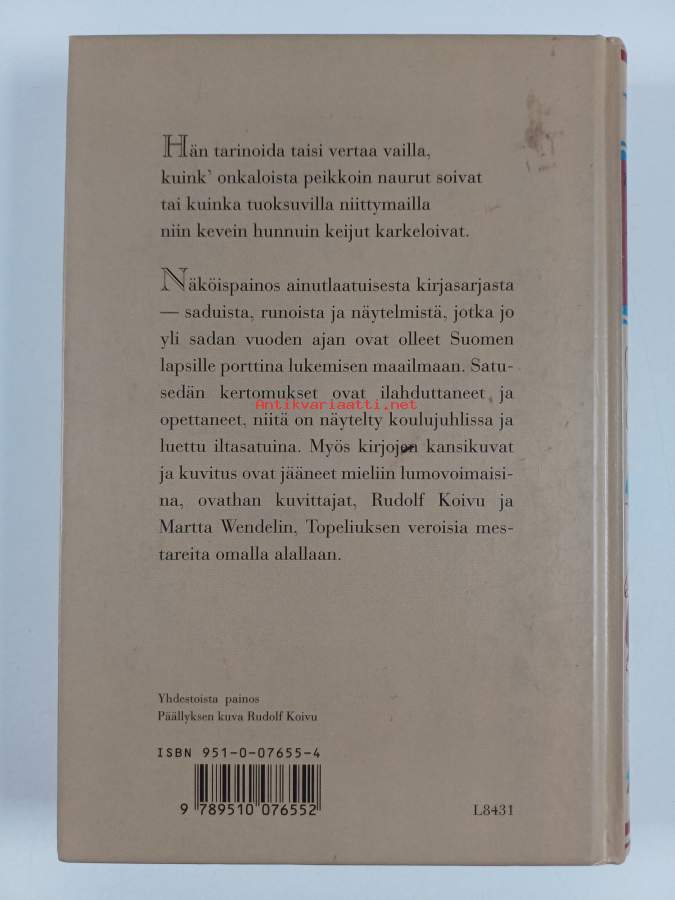 Hän tarinoida taisi vertaa vailla,
kuink’ onkaloista peikkoin naurut soivat
tai kuinka tuoksuvilla niittymailla
niin kevein hunnuin keijut karkeloivat.
Näköispainos ainutlaatuisesta kirjasarjasta
— saduista, runoista ja näytelmistä, jotka jo
yli sadan vuoden ajan ovat olleet Suomen
lapsille porttina lukemisen maailmaan. Satu-
sedän kertomukset ovat ilahduttaneet ja
Antikvariaatti.net
opettaneet, niitä on näytelty koulujuhlissa ja
luettu iltasatuina. Myös kirjojen kansikuvat
ja kuvitus ovat jääneet mieliin lumovoimaisi-
na, ovathan kuvittajat, Rudolf Koivu ja
Martta Wendelin, Topeliuksen veroisia mes-
tareita omalla alallaan.
Yhdestoista painos
Päällyksen kuva Rudolf Koivu
ISBN 951-0-07655-4
9 789510 076552
L8431